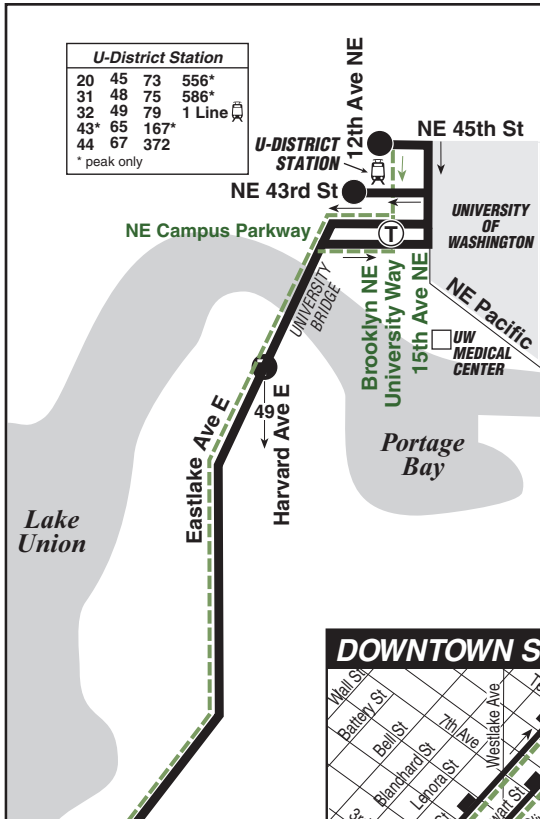 U-District Station
20 45 73 556*
31 48 75 586*
32 49 79 1 Line
43* 65 167*
44 67 372
* peak only
12th Ave NE
NE 45th St
U-DISTRICT
STATION
NE 43rd St
UNIVERSITY
OF
WASHINGTON
NE Campus Parkway
T
UNIVERSITY
BRIDGE
Brooklyn NE
University Way
15th Ave NE
NE Pacific
UW
MEDICAL
CENTER
49
Harvard Ave E
Eastlake Ave E
Portage
Bay
Lake
Union
DOWNTOWN S
Wall St
Battery St
Bell St
Blanchard St
Lenora St
7th Ave
Westlake Ave